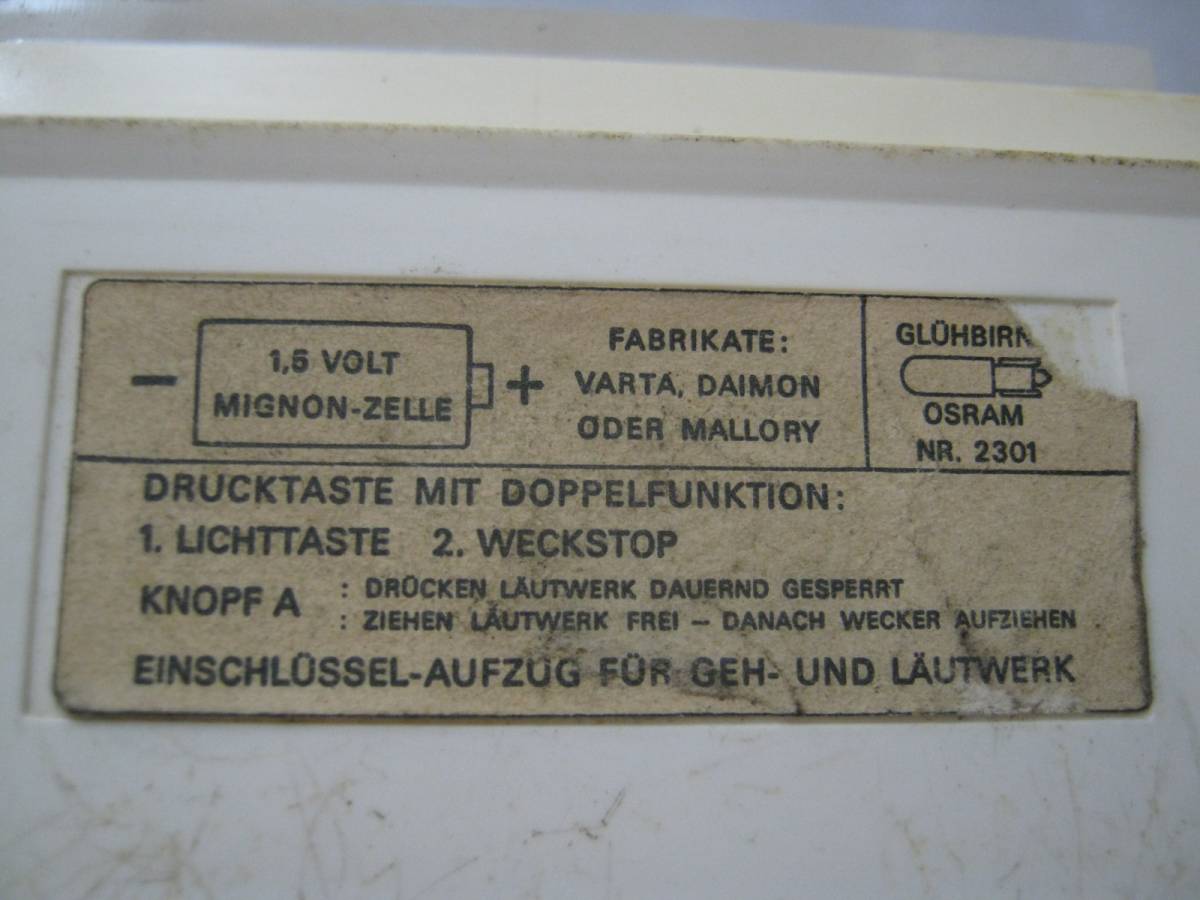 1,5 VOLT
MIGNON-ZELLE
− +
FABRIKATE:
VARTA, DAIMON
ODER MALLORY
GLÜHBIRN
OSRAM
NR. 2301
DRUCKTASTE MIT DOPPELFUNKTION:
1. LICHTTASTE 2. WECKSTOP
KNOPF A : DRÜCKEN LÄUTWERK DAUERND GESPERRT
: ZIEHEN LÄUTWERK FREI – DANACH WECKER AUFZIEHEN
EINSCHLÜSSEL-AUFZUG FÜR GEH- UND LÄUTWERK